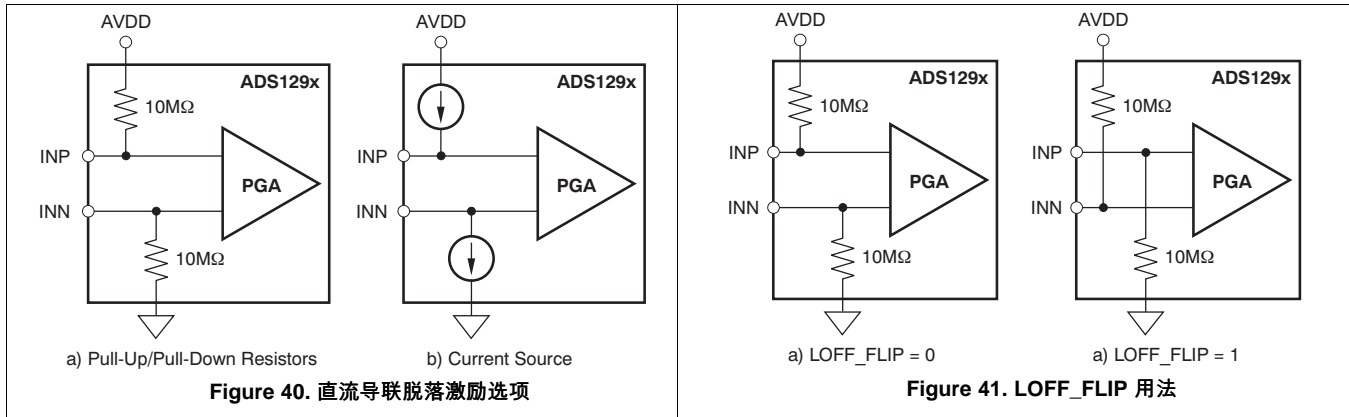 AVDD
ADS129x
10MΩ
INP
PGA
INN
10MΩ
a) Pull-Up/Pull-Down Resistors
AVDD
ADS129x
INP
PGA
INN
b) Current Source
Figure 40. 直流导联脱落激励选项
AVDD
ADS129x
10MΩ
INP
PGA
INN
10MΩ
a) LOFF_FLIP = 0
AVDD
ADS129x
10MΩ
INP
PGA
INN
10MΩ
a) LOFF_FLIP = 1
Figure 41. LOFF_FLIP 用法